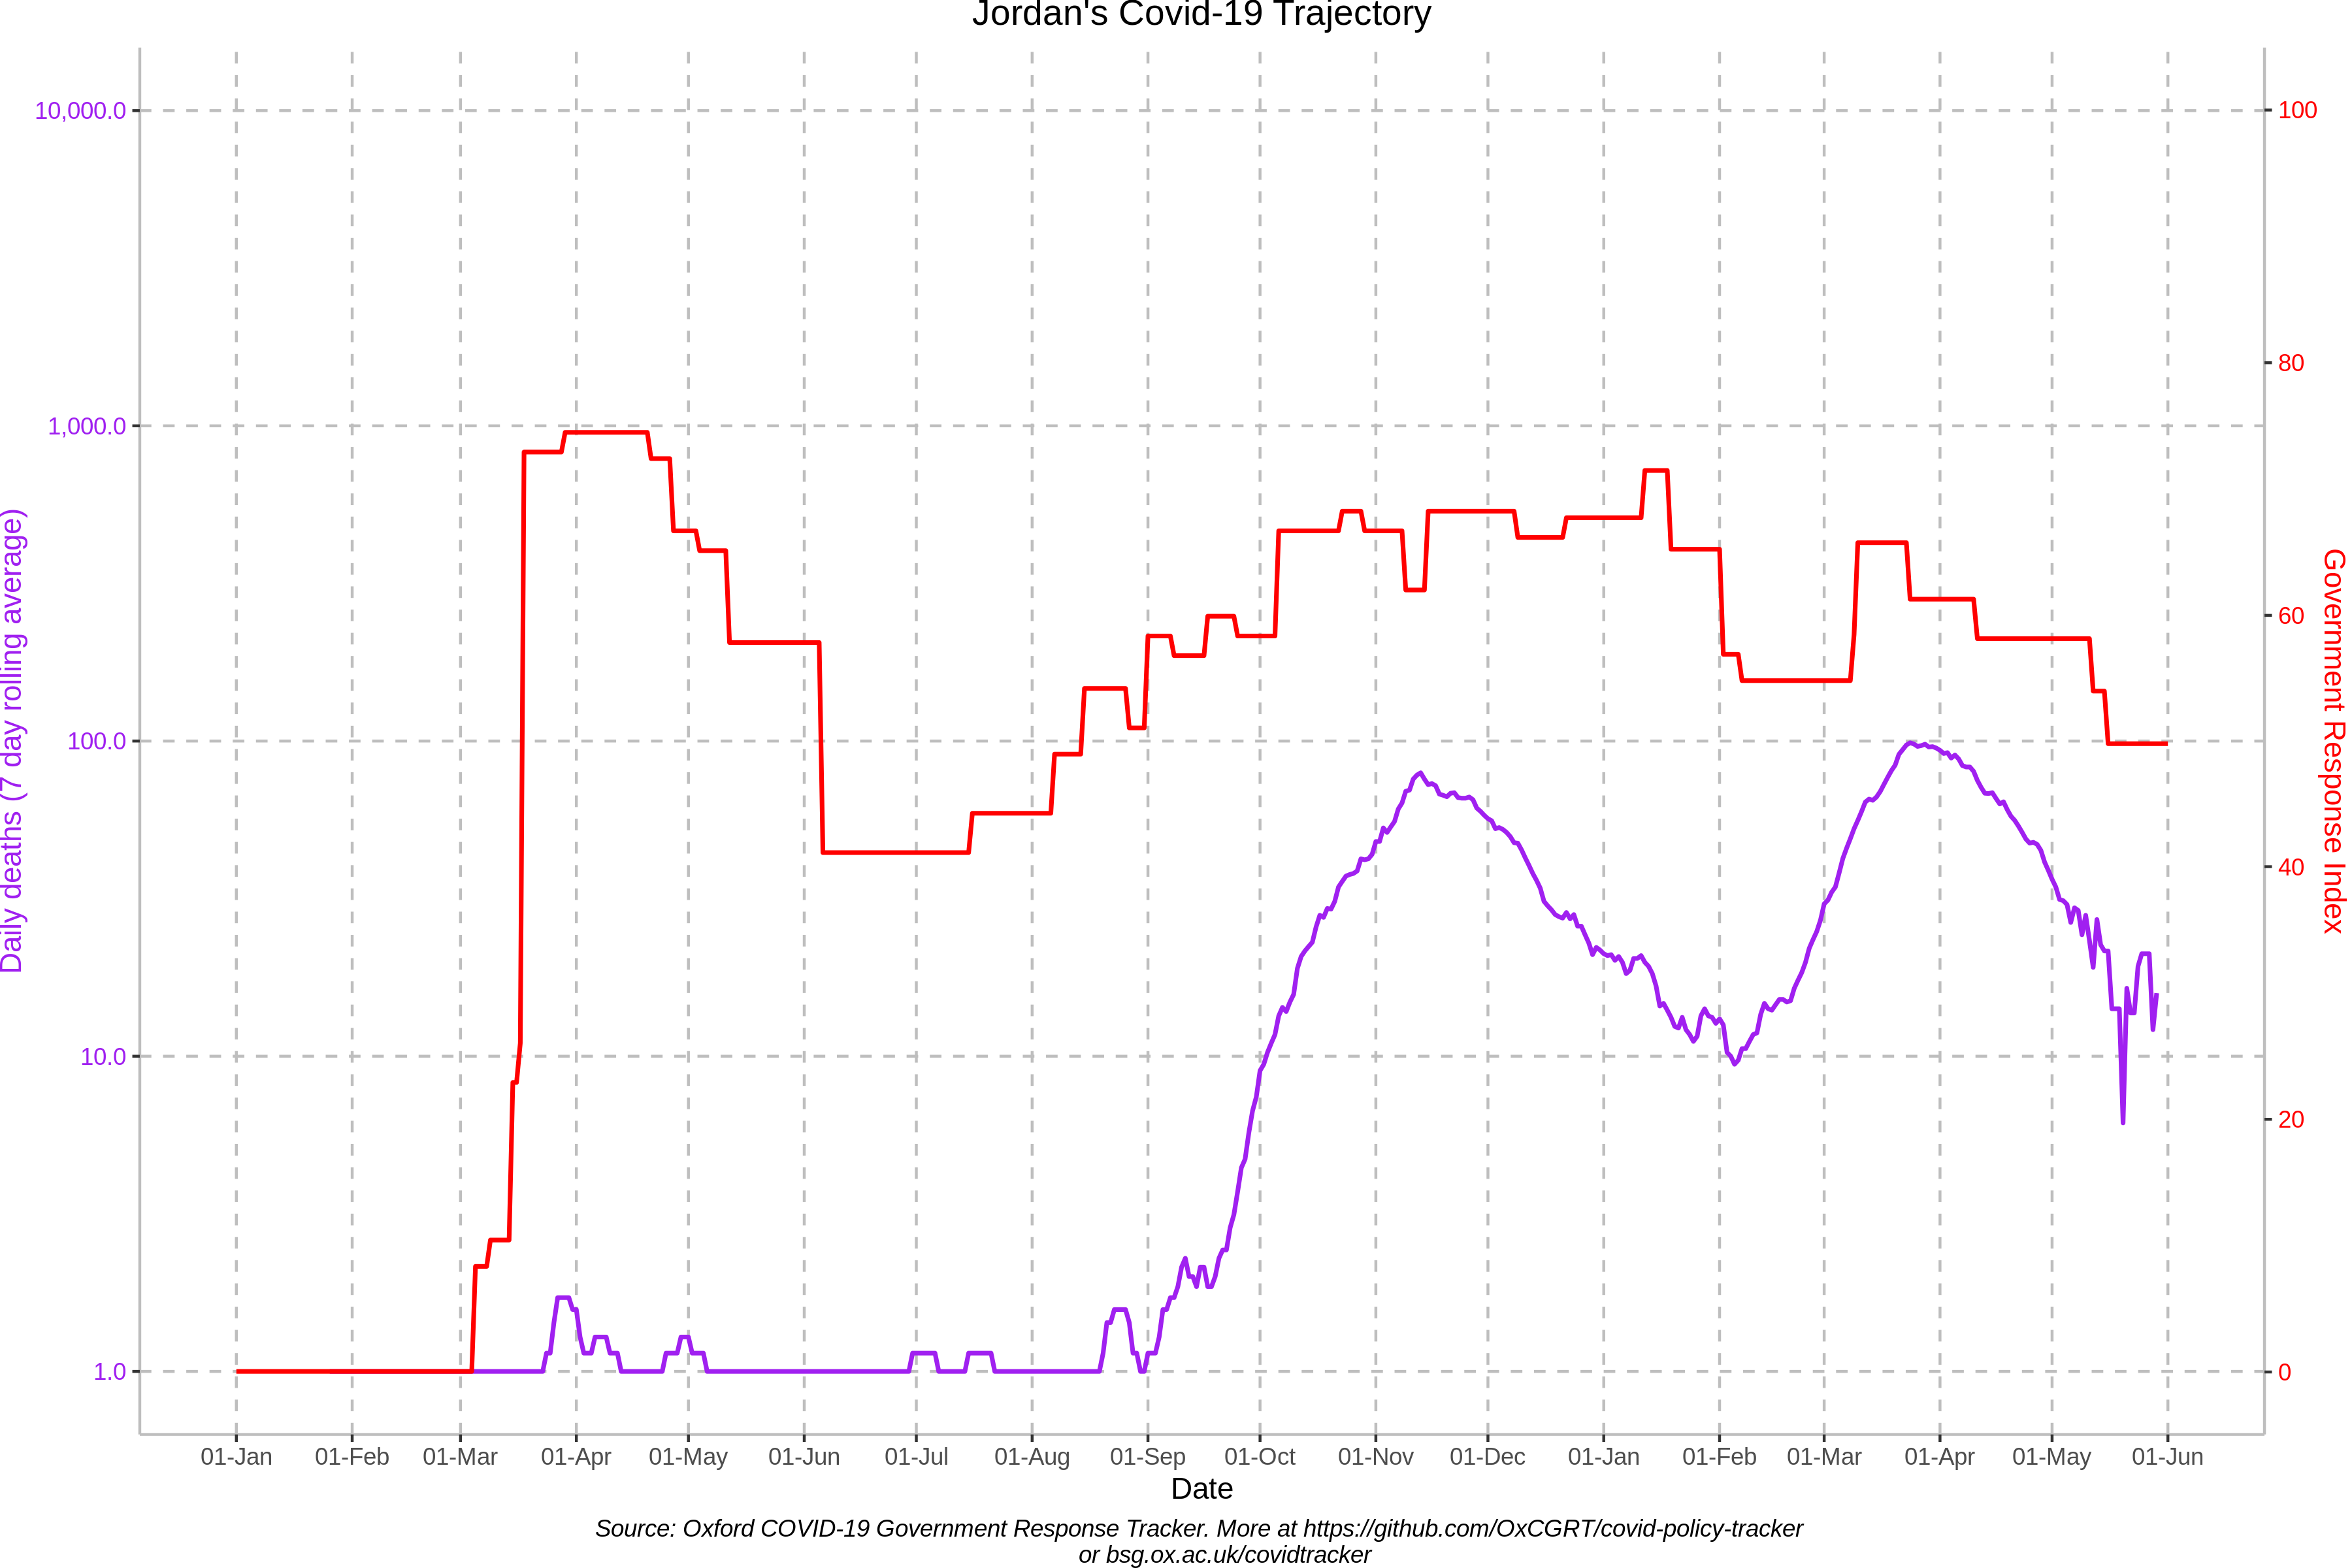 Jordan's Covid-19 Trajectory
10,000.0
1,000.0
100.0
10.0
1.0
Daily deaths (7 day rolling average)
100
80
60
40
20
0
Government Response Index
01-Jan 01-Feb 01-Mar 01-Apr 01-May 01-Jun 01-Jul 01-Aug 01-Sep 01-Oct 01-Nov 01-Dec 01-Jan 01-Feb 01-Mar 01-Apr 01-May 01-Jun
Date
Source: Oxford COVID-19 Government Response Tracker. More at https://github.com/OxCGRT/covid-policy-tracker
or bsg.ox.ac.uk/covidtracker